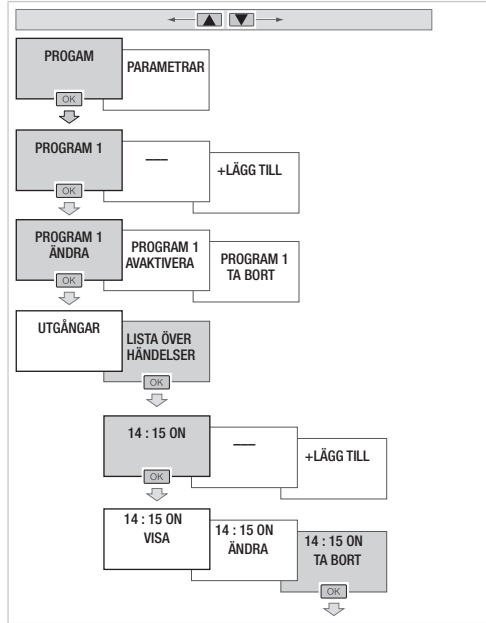 PROGAM
PARAMETRAR
OK
PROGRAM 1
—
+LÄGG TILL
OK
PROGRAM 1
ÄNDRA
PROGRAM 1
AVAKTIVERA
PROGRAM 1
TA BORT
OK
UTGÅNGAR
LISTA ÖVER
HÄNDELSER
OK
14 : 15 ON
—
+LÄGG TILL
OK
14 : 15 ON
VISA
14 : 15 ON
ÄNDRA
14 : 15 ON
TA BORT
OK